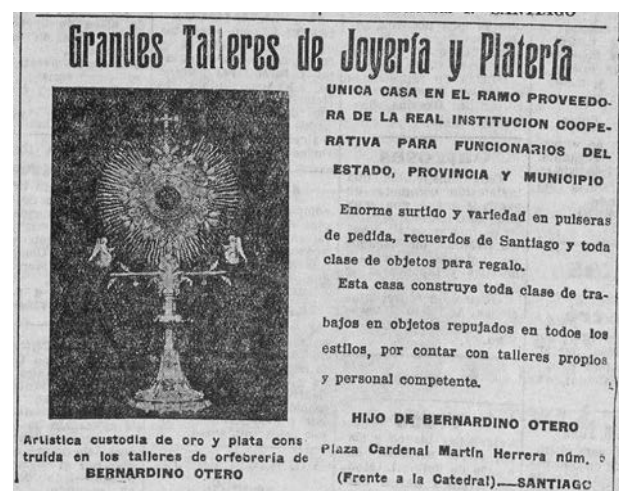 Grandes Talleres de Joyería y Platería
UNICA CASA EN EL RAMO PROVEEDO-
RA DE LA REAL INSTITUCION COOPE-
RATIVA PARA FUNCIONARIOS DEL
ESTADO, PROVINCIA Y MUNICIPIO
Enorme surtido y variedad en pulseras
de pedida, recuerdos de Santiago y toda
clase de objetos para regalo.
Esta casa construye toda clase de tra-
bajos en objetos repujados en todos los
estilos, por contar con talleres propios
y personal competente.
HIJO DE BERNARDINO OTERO
Plaza Cardenal Martín Herrera núm.
(Frente a la Catedral).—SANTIAGO
Artística custodia de oro y plata cons
truída en los talleres de orfebrería de
BERNARDINO OTERO